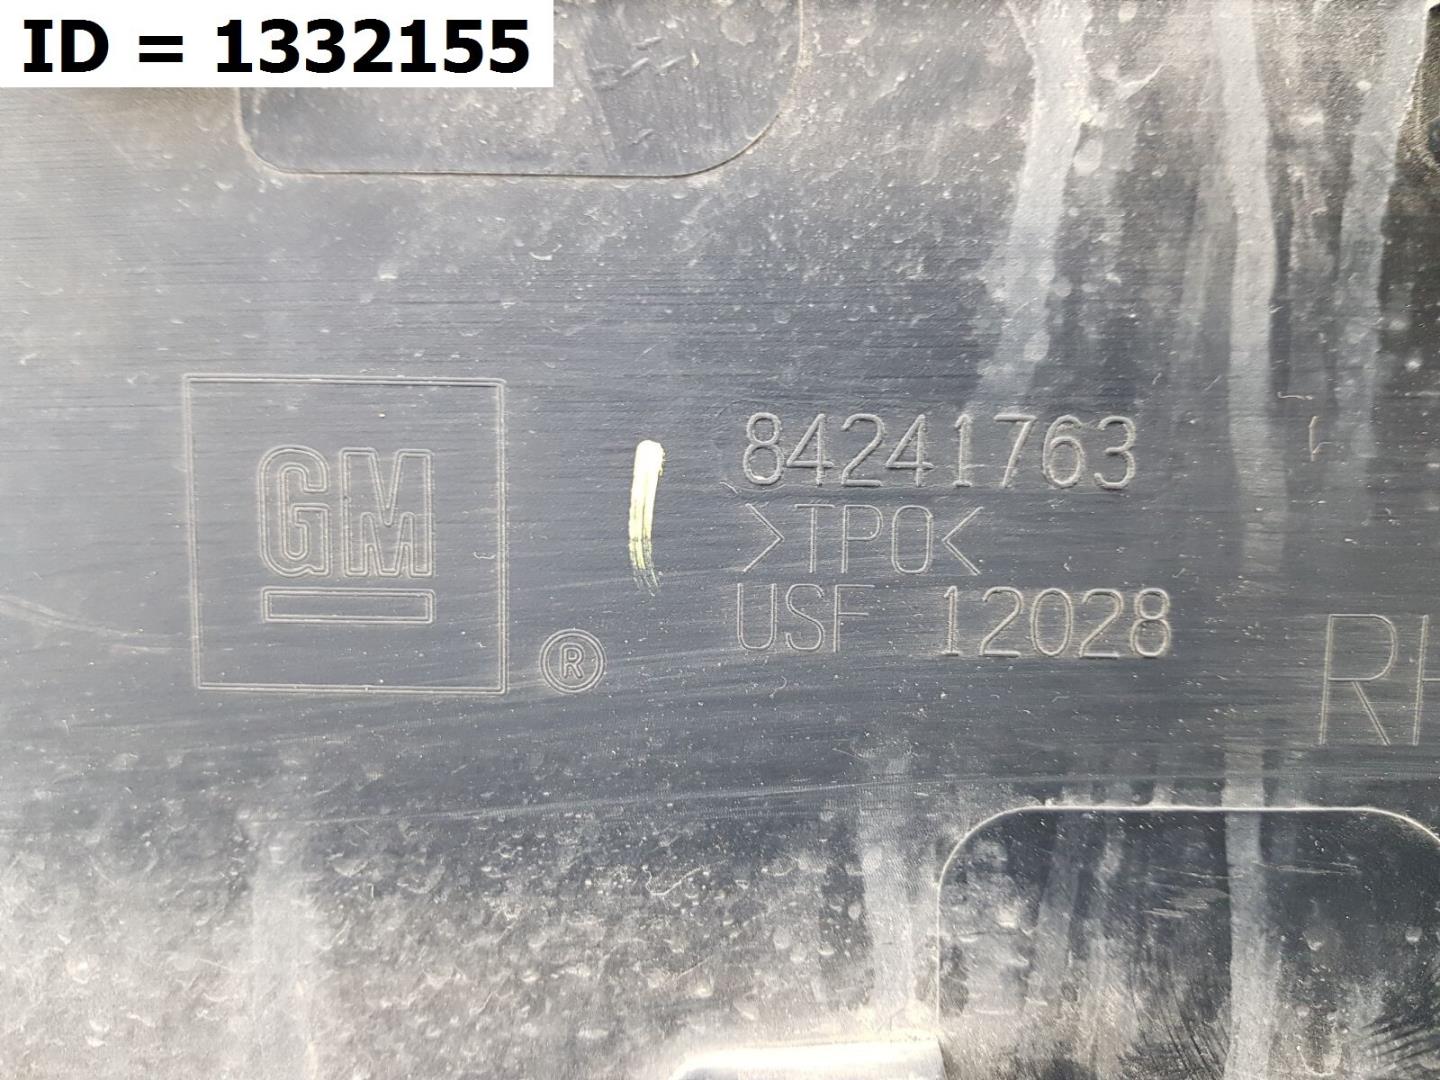 ID = 1332155
GM
®
84241763
>TPO<
USF 12028